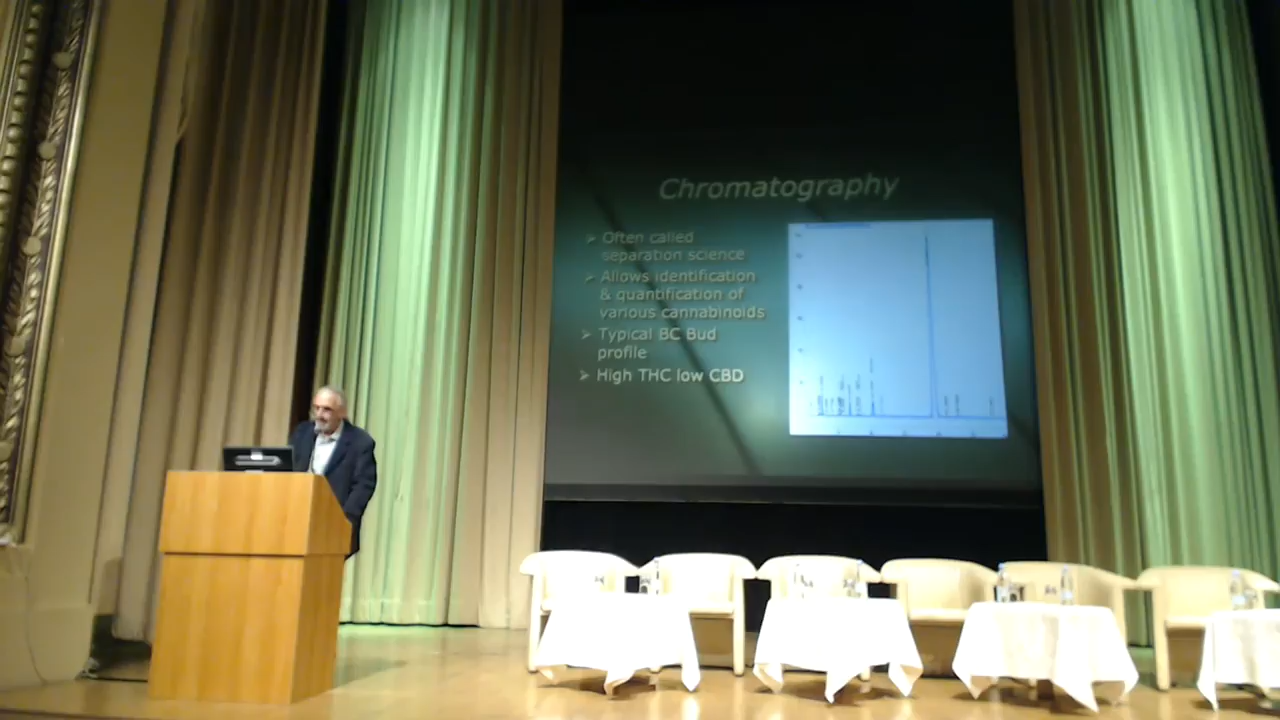 Chromatography
➢ Often called
separation science
➢ Allows identification
& quantification of
various cannabinoids
➢ Typical BC Bud
profile
➢ High THC low CBD